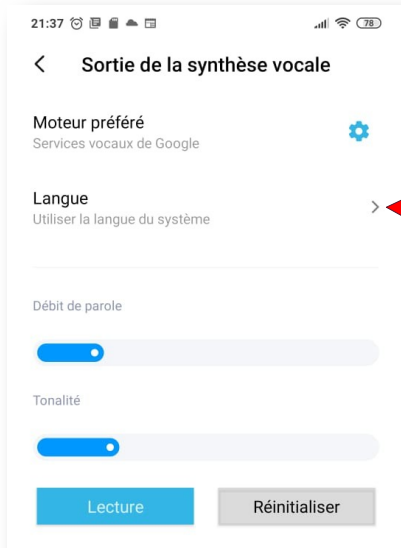 21:37 78
Sortie de la synthèse vocale
Moteur préféré
Services vocaux de Google
Langue
Utiliser la langue du système
Débit de parole
Tonalité
Lecture Réinitialiser